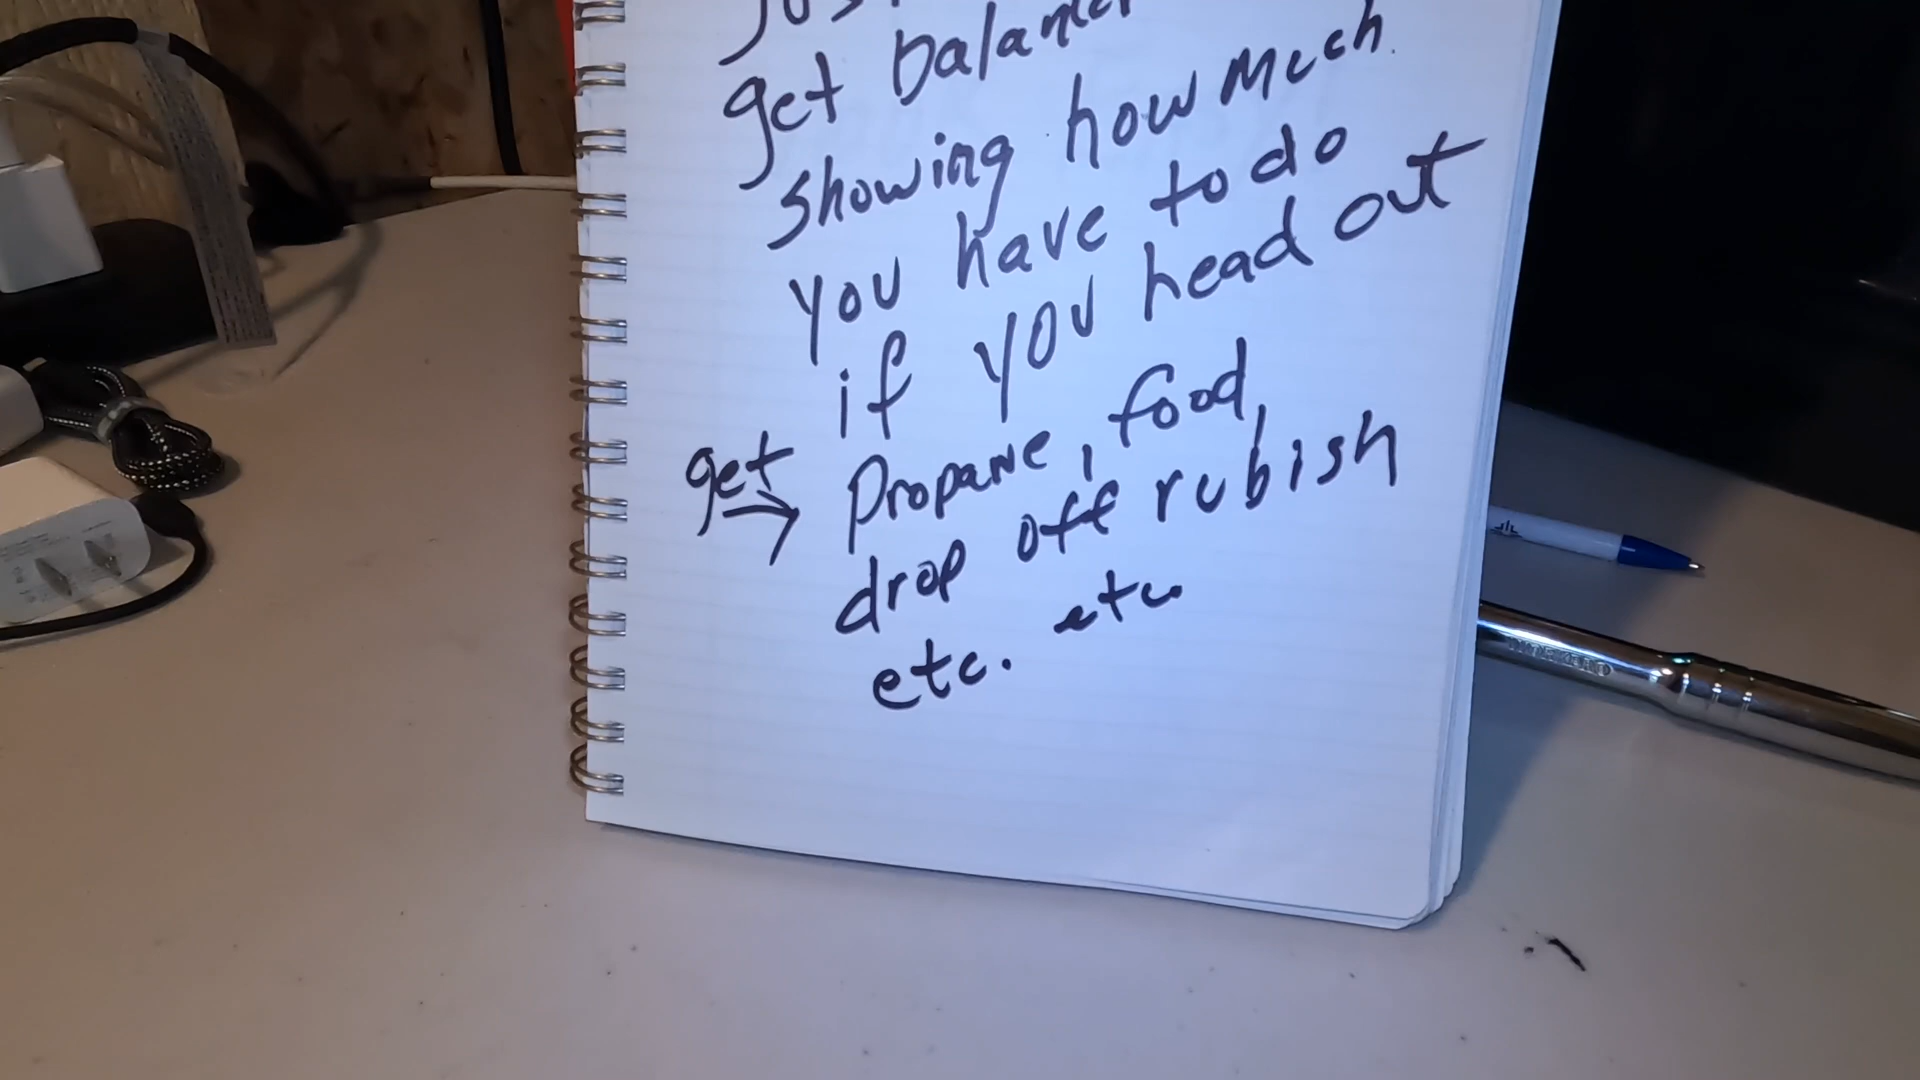 get
showing how much.
you have to do
if you head out
get → Propane, food,
drop off rubish
etc. etc